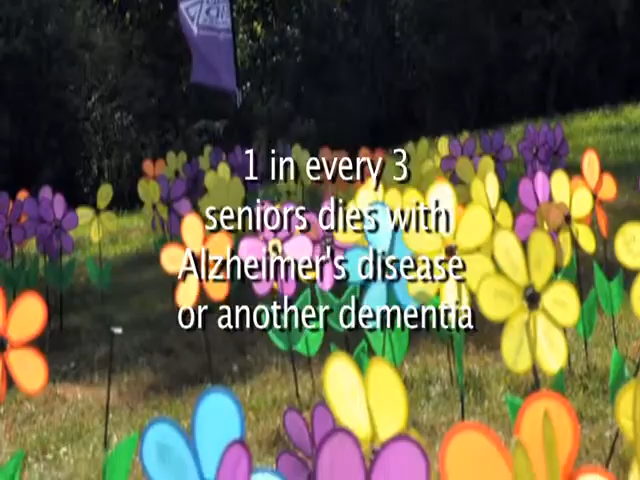 1 in every 3
seniors dies with
Alzheimer's disease
or another dementia